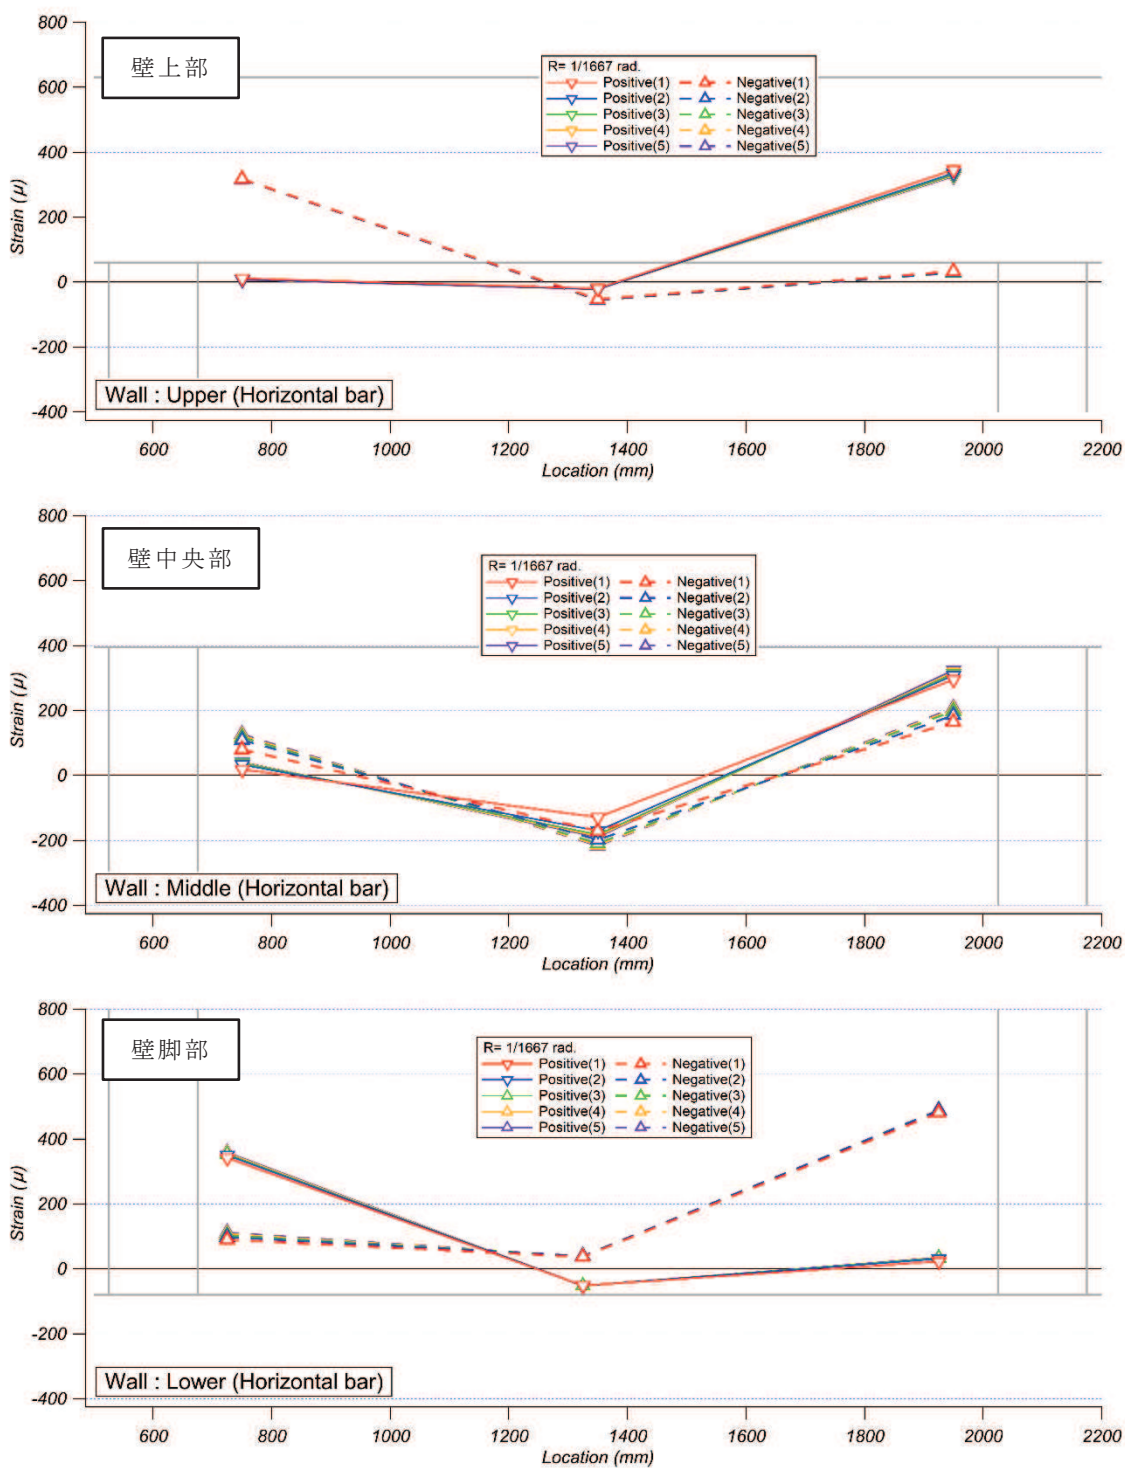 800
600
400
200
0
-200
-400
Strain (μ)
壁上部
R= 1/1667 rad.
Positive(1) Negative(1)
Positive(2) Negative(2)
Positive(3) Negative(3)
Positive(4) Negative(4)
Positive(5) Negative(5)
Wall : Upper (Horizontal bar)
600 800 1000 1200 1400 1600 1800 2000 2200
Location (mm)
800
600
400
200
0
-200
-400
Strain (μ)
壁中央部
R= 1/1667 rad.
Positive(1) Negative(1)
Positive(2) Negative(2)
Positive(3) Negative(3)
Positive(4) Negative(4)
Positive(5) Negative(5)
Wall : Middle (Horizontal bar)
600 800 1000 1200 1400 1600 1800 2000 2200
Location (mm)
800
600
400
200
0
-200
-400
Strain (μ)
壁脚部
R= 1/1667 rad.
Positive(1) Negative(1)
Positive(2) Negative(2)
Positive(3) Negative(3)
Positive(4) Negative(4)
Positive(5) Negative(5)
Wall : Lower (Horizontal bar)
600 800 1000 1200 1400 1600 1800 2000 2200
Location (mm)